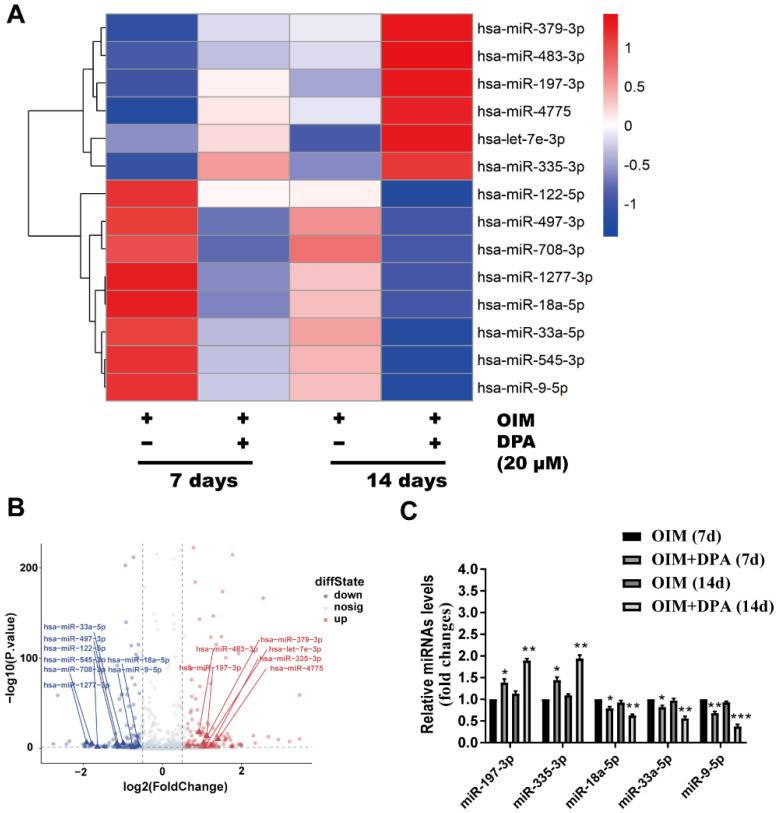 A
hsa-miR-379-3p
hsa-miR-483-3p
hsa-miR-197-3p
hsa-miR-4775
hsa-let-7e-3p
hsa-miR-335-3p
hsa-miR-122-5p
hsa-miR-497-3p
hsa-miR-708-3p
hsa-miR-1277-3p
hsa-miR-18a-5p
hsa-miR-33a-5p
hsa-miR-545-3p
hsa-miR-9-5p
1
0.5
0
-0.5
-1
+ + + + OIM
− + − + DPA
(20 μM)
7 days 14 days
B
200
100
0
−log10(P.value)
−2 0 2
log2(FoldChange)
diffState
down
nosig
up
hsa-miR-33a-5p
hsa-miR-497-3p
hsa-miR-122-5p
hsa-miR-545-3p hsa-miR-18a-5p
hsa-miR-708-3p hsa-miR-9-5p
hsa-miR-1277-3p
hsa-miR-379-3p
hsa-miR-483-3p hsa-let-7e-3p
hsa-miR-335-3p
hsa-miR-197-3p hsa-miR-4775
C
OIM (7d)
OIM+DPA (7d)
OIM (14d)
OIM+DPA (14d)
Relative miRNAs levels
(fold changes)
4.0
3.5
3.0
2.5
2.0
1.5
1.0
0.5
0.0
* ** * ** * ** * ** ** ***
miR-197-3p
miR-335-3p
miR-18a-5p
miR-33a-5p
miR-9-5p